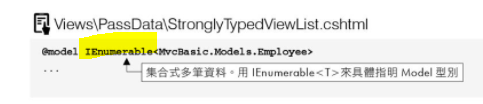 Views\PassData\StronglyTypedViewList.cshtml
@model IEnumerable<MvcBasic.Models.Employee>
...
集合式多筆資料。用 IEnumerable<T>來具體指明 Model 型別